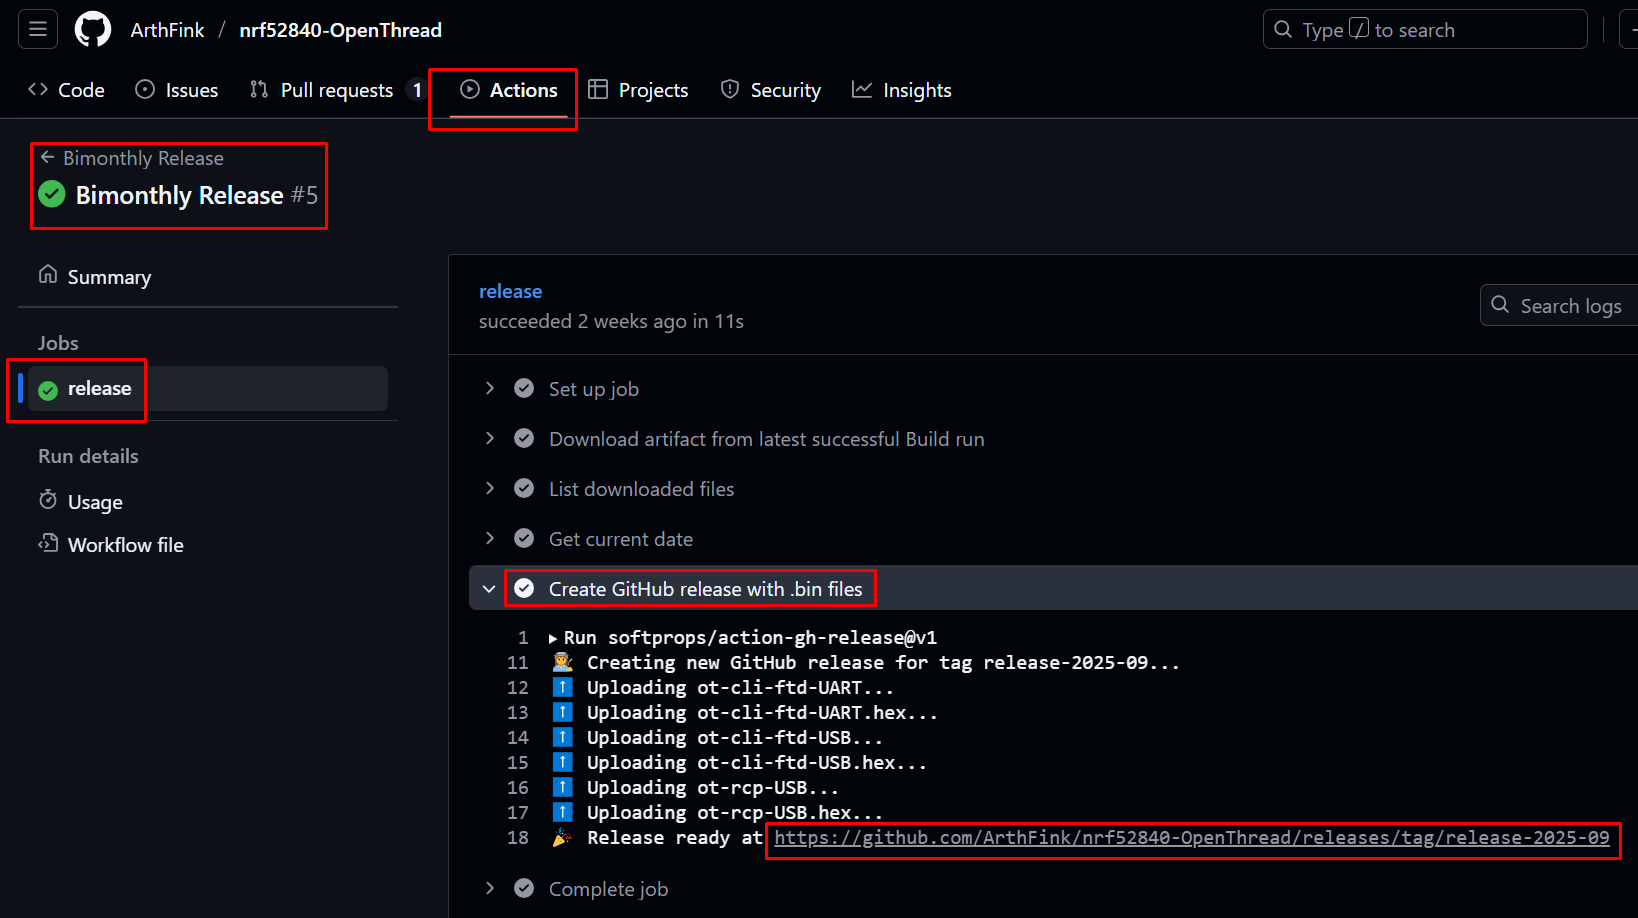 ArthFink / nrf52840-OpenThread
Type / to search
Code Issues Pull requests 1 Actions Projects Security Insights
Bimonthly Release
Bimonthly Release #5
Summary
Jobs
release
Run details
Usage
Workflow file
release
succeeded 2 weeks ago in 11s
Search logs
Set up job
Download artifact from latest successful Build run
List downloaded files
Get current date
Create GitHub release with .bin files
1 Run softprops/action-gh-release@v1
11 Creating new GitHub release for tag release-2025-09...
12 Uploading ot-cli-ftd-UART...
13 Uploading ot-cli-ftd-UART.hex...
14 Uploading ot-cli-ftd-USB...
15 Uploading ot-cli-ftd-USB.hex...
16 Uploading ot-rcp-USB...
17 Uploading ot-rcp-USB.hex...
18 Release ready at https://github.com/ArthFink/nrf52840-OpenThread/releases/tag/release-2025-09
Complete job